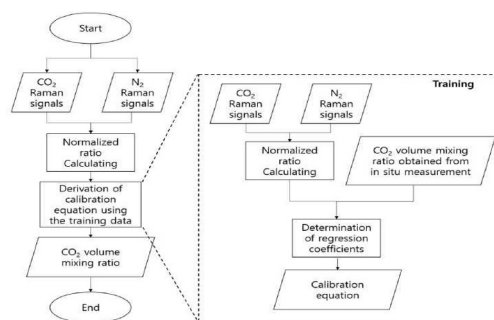 Start
CO₂
Raman
signals
N₂
Raman
signals
Normalized
ratio
Calculating
Derivation of
calibration
equation using
the training data
CO₂ volume
mixing ratio
End
Training
CO₂
Raman
signals
N₂
Raman
signals
Normalized
ratio
Calculating
CO₂ volume mixing
ratio obtained from
in situ measurement
Determination
of regression
coefficients
Calibration
equation